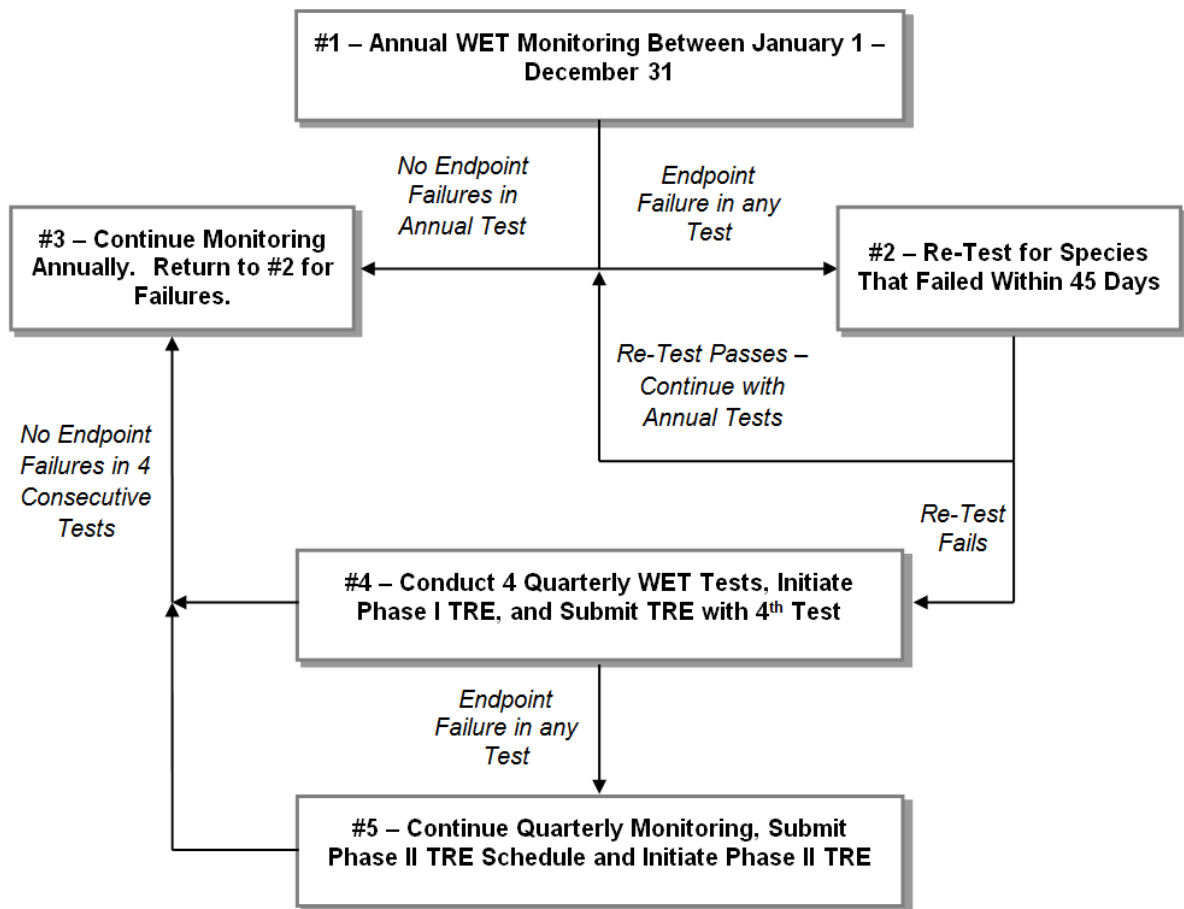 #1 – Annual WET Monitoring Between January 1 –
December 31
No Endpoint
Failures in
Annual Test
Endpoint
Failure in any
Test
#3 – Continue Monitoring
Annually. Return to #2 for
Failures.
#2 – Re-Test for Species
That Failed Within 45 Days
Re-Test Passes –
Continue with
Annual Tests
No Endpoint
Failures in 4
Consecutive
Tests
Re-Test
Fails
#4 – Conduct 4 Quarterly WET Tests, Initiate
Phase I TRE, and Submit TRE with 4th Test
Endpoint
Failure in any
Test
#5 – Continue Quarterly Monitoring, Submit
Phase II TRE Schedule and Initiate Phase II TRE